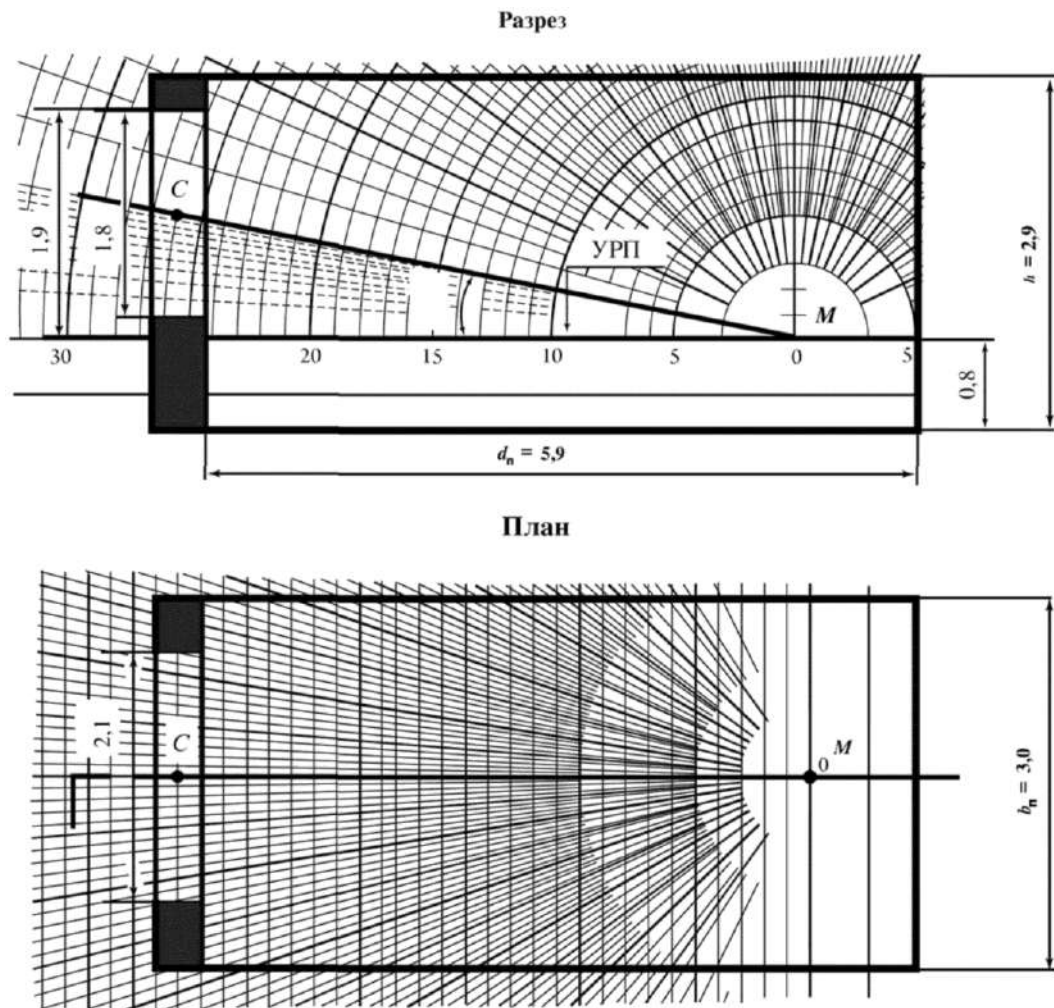 Разрез
C
1,9
1,8
УРП
M
h = 2,9
30
20
15
10
5
0
5
0,8
dп = 5,9
План
2,1
C
M
0
bп = 3,0